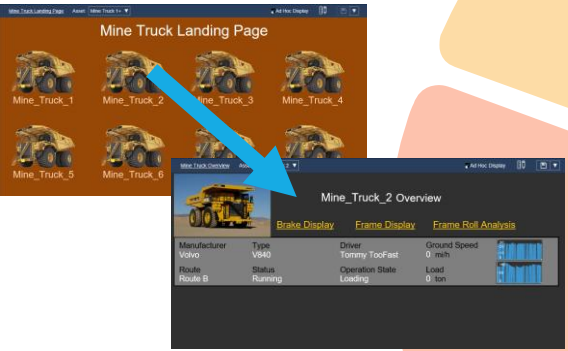 Mine Truck Landing Page Asset Mine Truck 1 Ad Hoc Display
Mine Truck Landing Page
Mine_Truck_1 Mine_Truck_2 Mine_Truck_3 Mine_Truck_4
Mine_Truck_5 Mine_Truck_6
Mine Truck Overview 2 Ad Hoc Display
Mine_Truck_2 Overview
Brake Display Frame Display Frame Roll Analysis
Manufacturer Type Driver Ground Speed
Volvo V840 Tommy TooFast 0 mi/h
Route Status Operation State Load
Route B Running Loading 0 ton